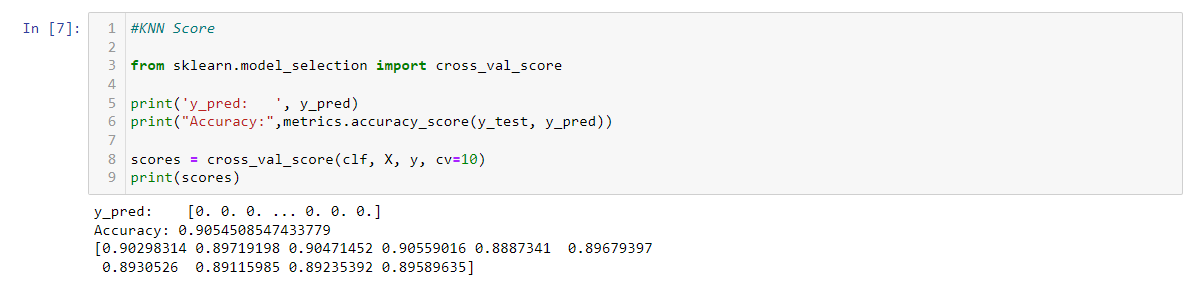 In [7]:
1 #KNN Score
2
3 from sklearn.model_selection import cross_val_score
4
5 print('y_pred:   ', y_pred)
6 print("Accuracy:",metrics.accuracy_score(y_test, y_pred))
7
8 scores = cross_val_score(clf, X, y, cv=10)
9 print(scores)
y_pred:    [0. 0. 0. ... 0. 0. 0.]
Accuracy: 0.9054508547433779
[0.90298314 0.89719198 0.90471452 0.90559016 0.8887341  0.89679397
 0.8930526  0.89115985 0.89235392 0.89589635]